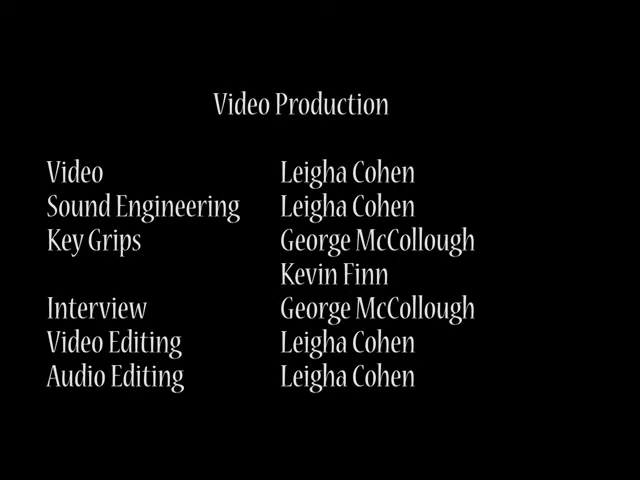 Video Production
Video Leigha Cohen
Sound Engineering Leigha Cohen
Key Grips George McCollough
Kevin Finn
Interview George McCollough
Video Editing Leigha Cohen
Audio Editing Leigha Cohen